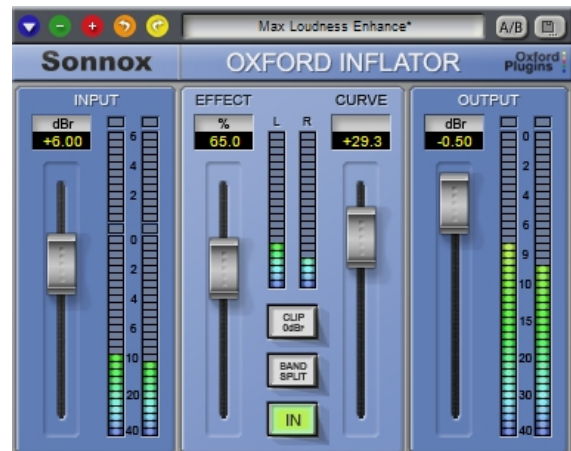 Max Loudness Enhance*
A/B
Sonnox
OXFORD INFLATOR
Oxford
Plugins
INPUT
EFFECT
CURVE
OUTPUT
dBr
%
L
R
dBr
+6.00
65.0
+29.3
-0.50
6
4
2
0
2
4
6
10
20
40
CLIP
0dBr
BAND
SPLIT
IN
0
2
4
6
9
10
15
20
30
40